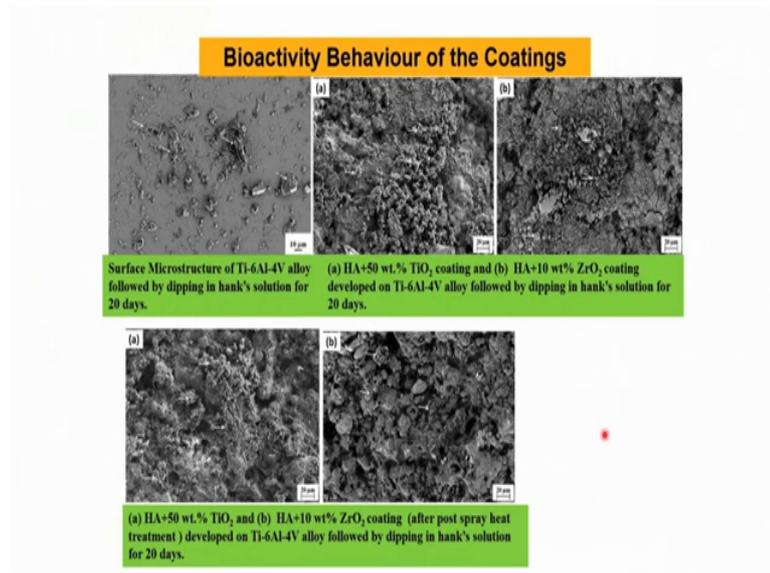 Bioactivity Behaviour of the Coatings
(a)
(b)
10 µm
20 µm
20 µm
Surface Microstructure of Ti-6Al-4V alloy
followed by dipping in hank's solution for
20 days.
(a) HA+50 wt.% TiO₂ coating and (b) HA+10 wt% ZrO₂ coating
developed on Ti-6Al-4V alloy followed by dipping in hank's solution for
20 days.
(a)
(b)
20 µm
20 µm
(a) HA+50 wt.% TiO₂ and (b) HA+10 wt% ZrO₂ coating (after post spray heat
treatment ) developed on Ti-6Al-4V alloy followed by dipping in hank's solution
for 20 days.